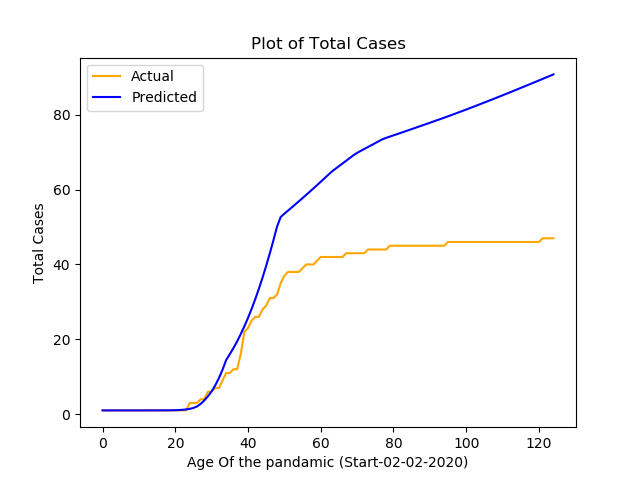 Plot of Total Cases
Actual
Predicted
Total Cases
80
60
40
20
0
0 20 40 60 80 100 120
Age Of the pandamic (Start-02-02-2020)